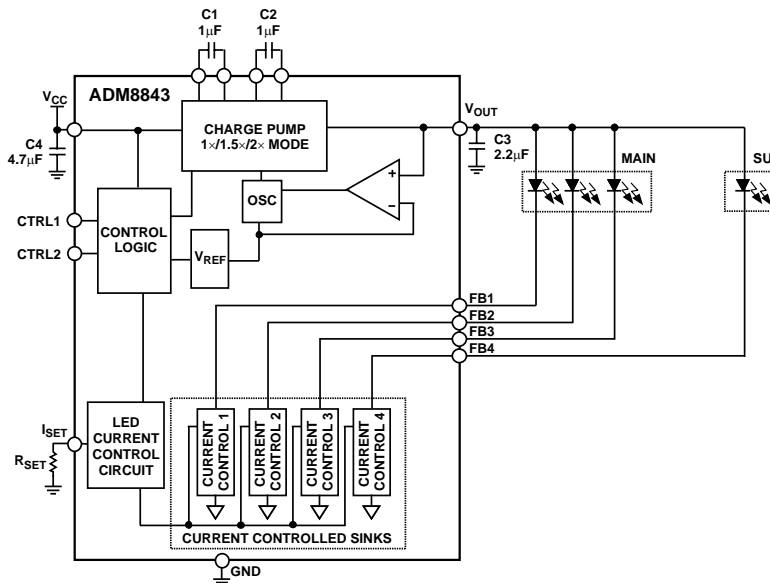 C1
1µF
C2
1µF
ADM8843
VCC
C4
4.7µF
CHARGE PUMP
1×/1.5×/2× MODE
VOUT
C3
2.2µF
MAIN
SU
OSC
+
–
CTRL1
CTRL2
CONTROL
LOGIC
VREF
FB1
FB2
FB3
FB4
ISET
RSET
LED
CURRENT
CONTROL
CIRCUIT
CURRENT
CONTROL 1
CURRENT
CONTROL 2
CURRENT
CONTROL 3
CURRENT
CONTROL 4
CURRENT CONTROLLED SINKS
GND